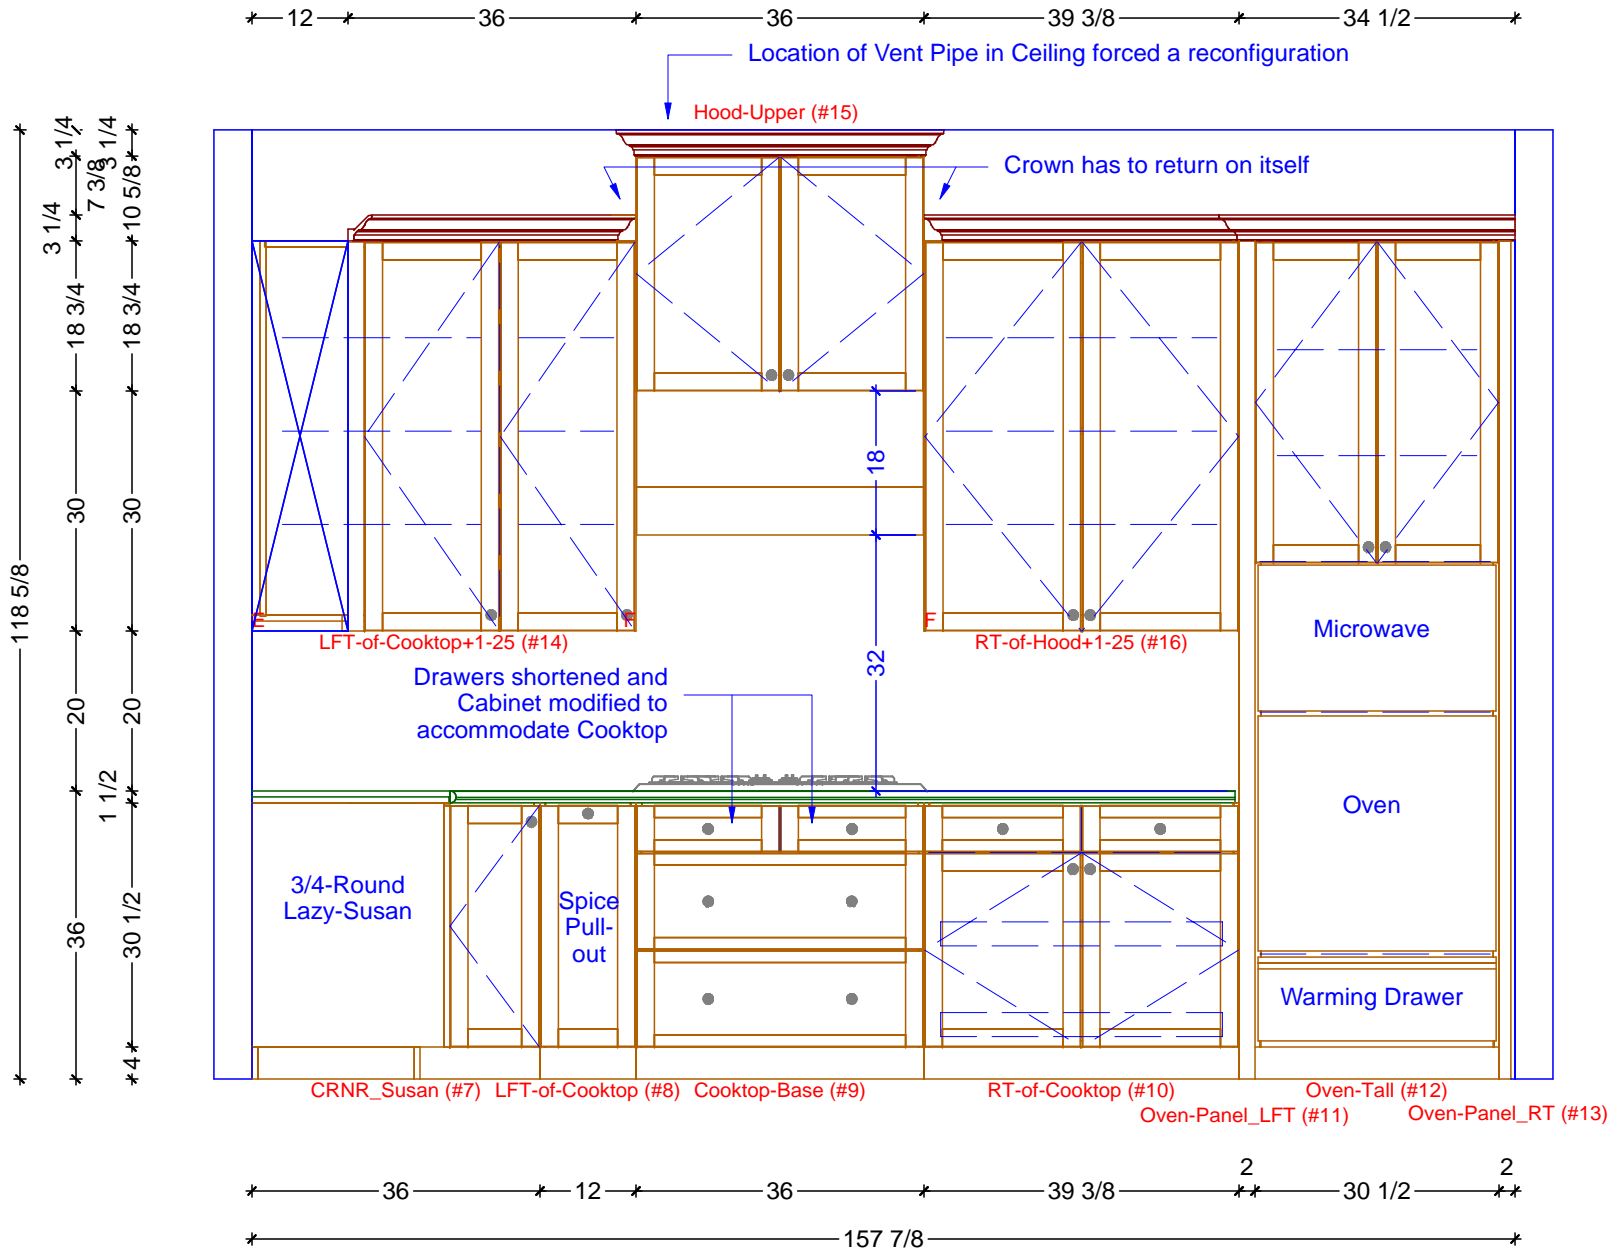 12 36 36 39 3/8 34 1/2
Location of Vent Pipe in Ceiling forced a reconfiguration
Hood-Upper (#15)
Crown has to return on itself
3 1/4
3 1/4
7 3/8
10 5/8
3 1/4
18 3/4
18 3/4
30
30
118 5/8
20
20
1 1/2
36
30 1/2
4
18
32
E
F
F
LFT-of-Cooktop+1-25 (#14)
RT-of-Hood+1-25 (#16)
Microwave
Drawers shortened and
Cabinet modified to
accommodate Cooktop
Oven
3/4-Round
Lazy-Susan
Spice
Pull-
out
Warming Drawer
CRNR_Susan (#7) LFT-of-Cooktop (#8) Cooktop-Base (#9) RT-of-Cooktop (#10) Oven-Tall (#12)
Oven-Panel_LFT (#11) Oven-Panel_RT (#13)
2 2
36 12 36 39 3/8 30 1/2
157 7/8